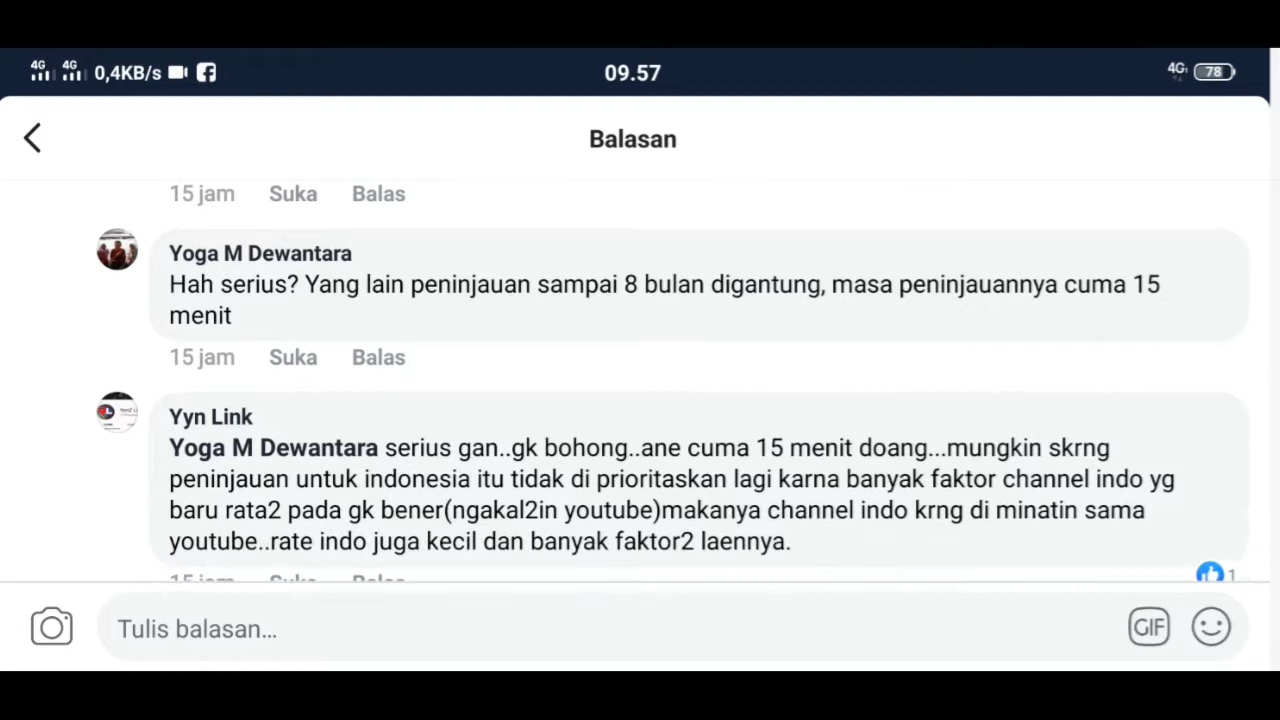 4G 4G 0,4KB/s 09.57 4G 78
Balasan
15 jam Suka Balas
Yoga M Dewantara
Hah serius? Yang lain peninjauan sampai 8 bulan digantung, masa peninjauannya cuma 15
menit
15 jam Suka Balas
Yyn Link
Yoga M Dewantara serius gan..gk bohong..ane cuma 15 menit doang...mungkin skrng
peninjauan untuk indonesia itu tidak di prioritaskan lagi karna banyak faktor channel indo yg
baru rata2 pada gk bener(ngakal2in youtube)makanya channel indo krng di minatin sama
youtube..rate indo juga kecil dan banyak faktor2 laennya.
15 jam Suka Balas 1
Tulis balasan... GIF